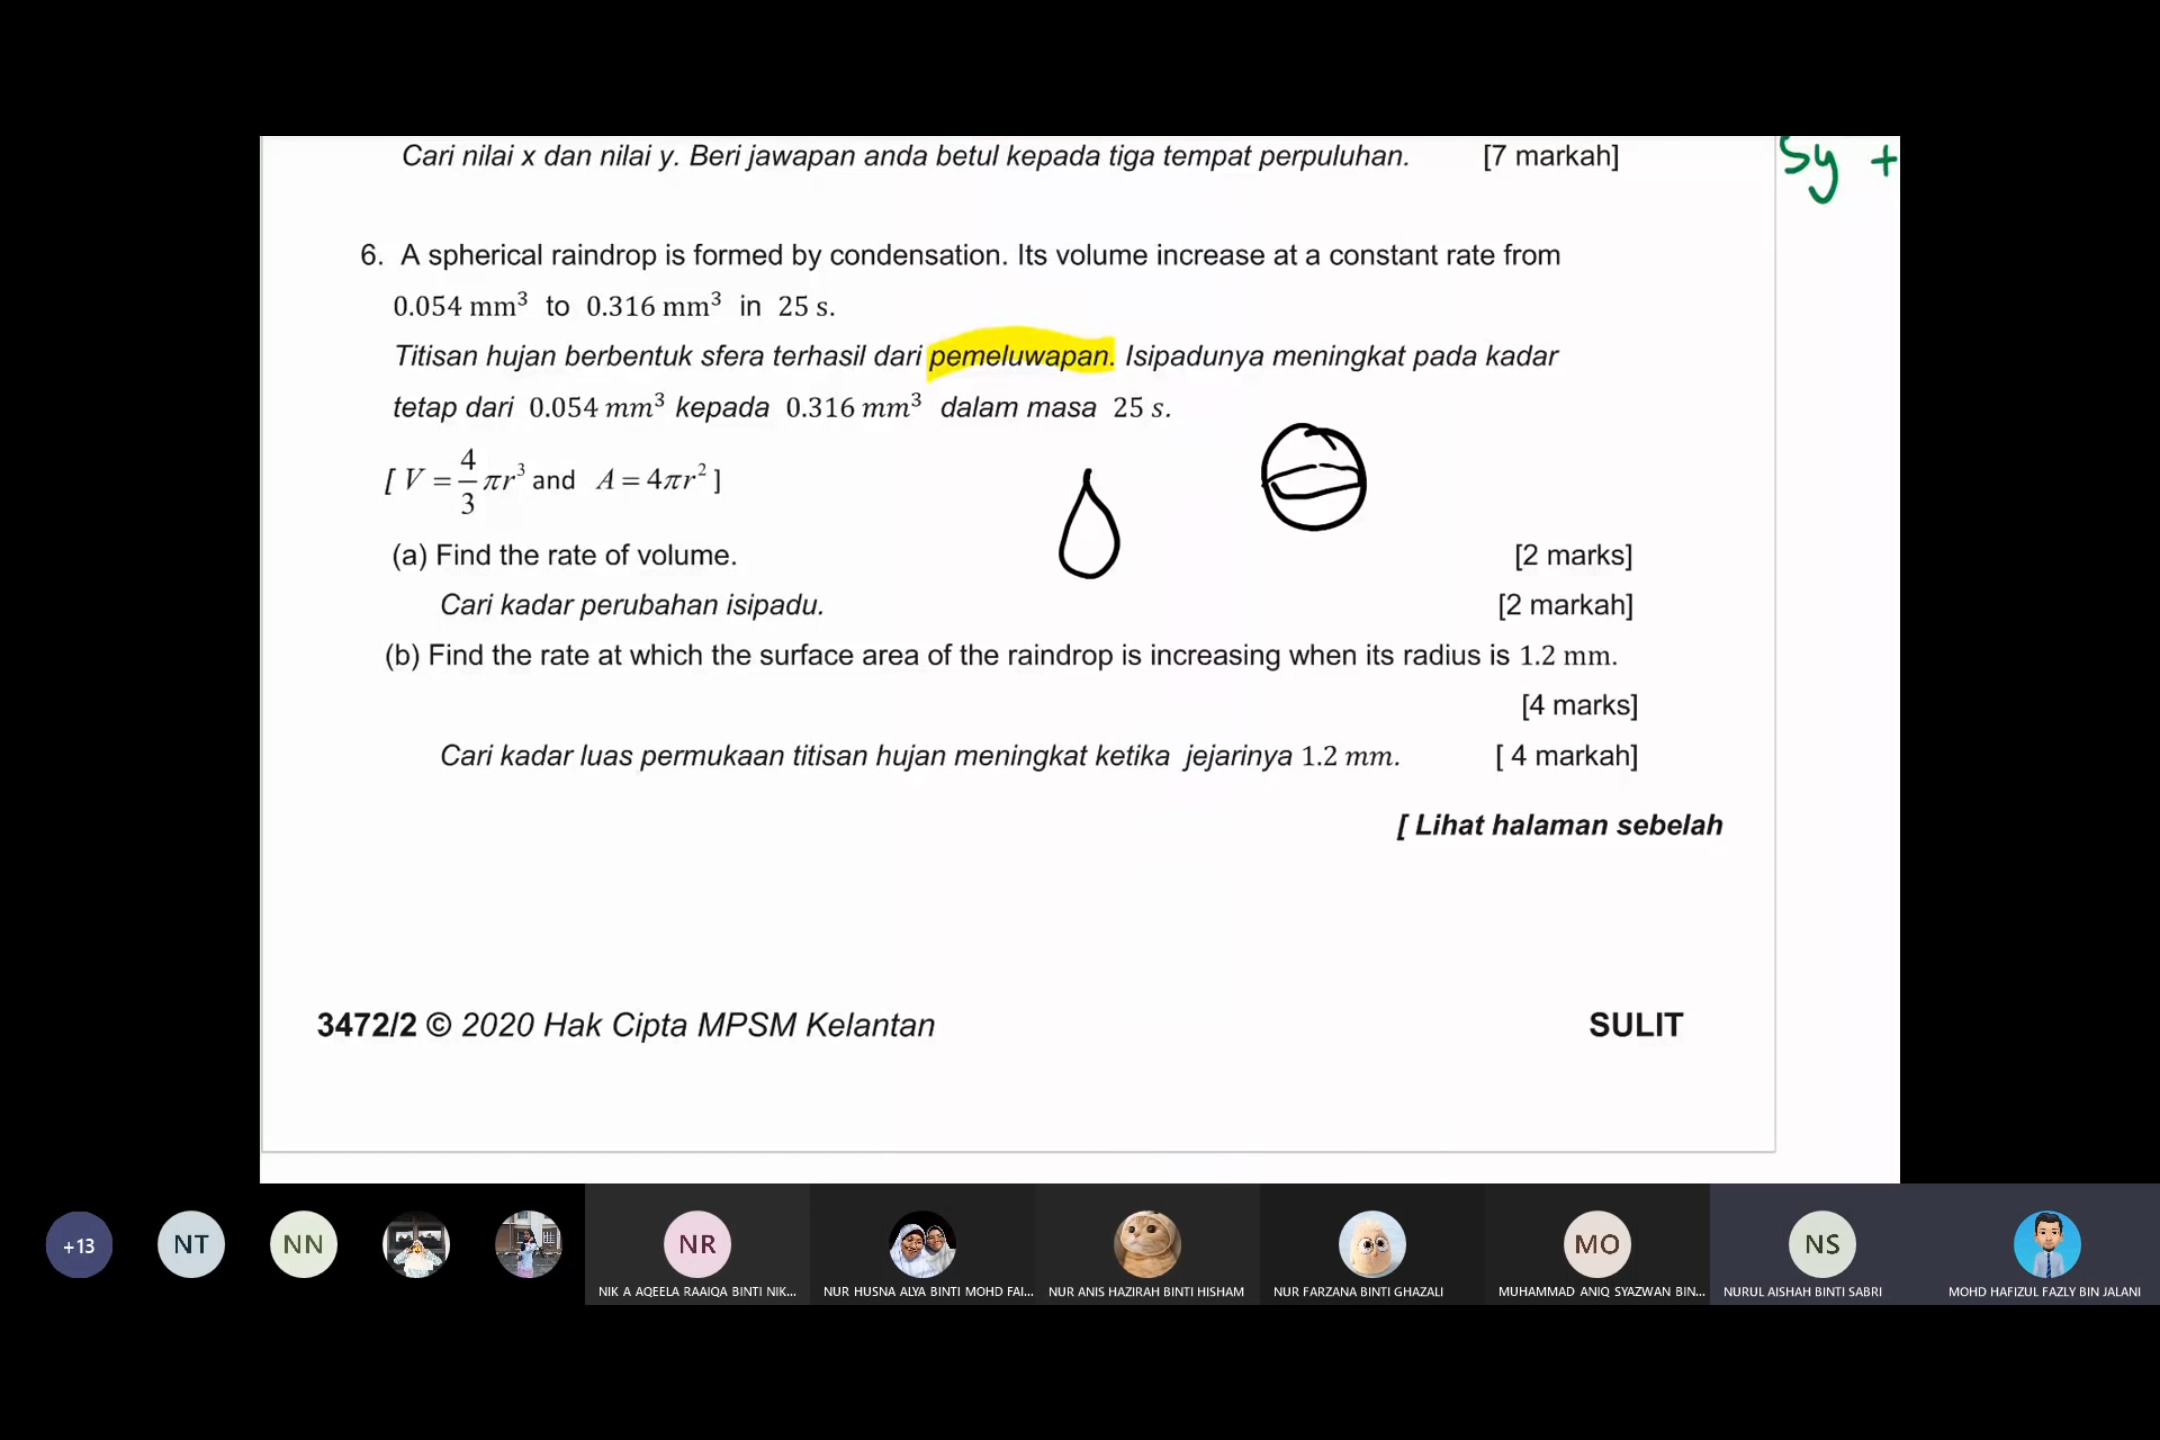 Cari nilai x dan nilai y. Beri jawapan anda betul kepada tiga tempat perpuluhan. [7 markah]
5y +
6. A spherical raindrop is formed by condensation. Its volume increase at a constant rate from
0.054 mm³ to 0.316 mm³ in 25 s.
Titisan hujan berbentuk sfera terhasil dari pemeluwapan. Isipadunya meningkat pada kadar
tetap dari 0.054 mm³ kepada 0.316 mm³ dalam masa 25 s.
[ V = 4/3 πr³ and A = 4πr² ]
(a) Find the rate of volume. [2 marks]
Cari kadar perubahan isipadu. [2 markah]
(b) Find the rate at which the surface area of the raindrop is increasing when its radius is 1.2 mm.
[4 marks]
Cari kadar luas permukaan titisan hujan meningkat ketika jejarinya 1.2 mm. [ 4 markah]
[ Lihat halaman sebelah
3472/2 © 2020 Hak Cipta MPSM Kelantan SULIT
+13 NT NN NR MO NS
NIK A AQEELA RAAIQA BINTI NIK... NUR HUSNA ALYA BINTI MOHD FAI... NUR ANIS HAZIRAH BINTI HISHAM NUR FARZANA BINTI GHAZALI MUHAMMAD ANIQ SYAZWAN BIN... NURUL AISHAH BINTI SABRI MOHD HAFIZUL FAZLY BIN JALANI